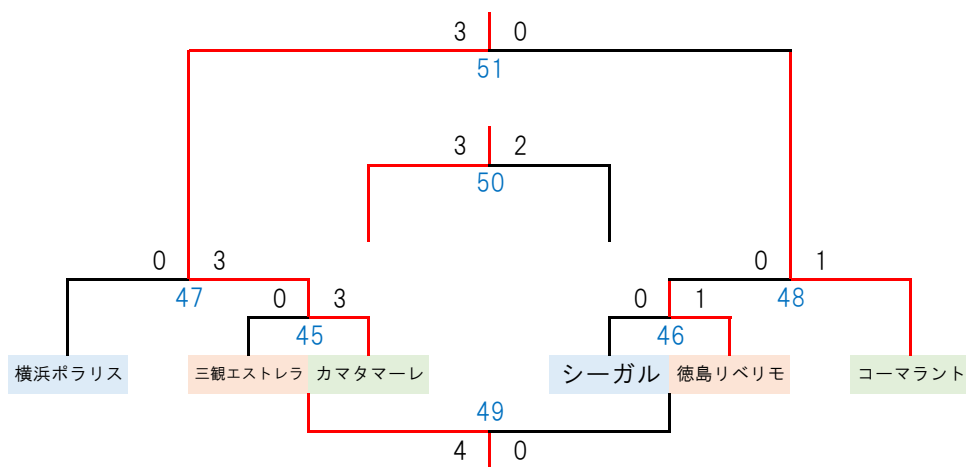 3 0
51
3 2
50
0 3
0 1
47
48
0 3
0 1
45
46
横浜ポラリス
三観エストレラ
カマタマーレ
シーガル
徳島リベリモ
コーマラント
49
4 0